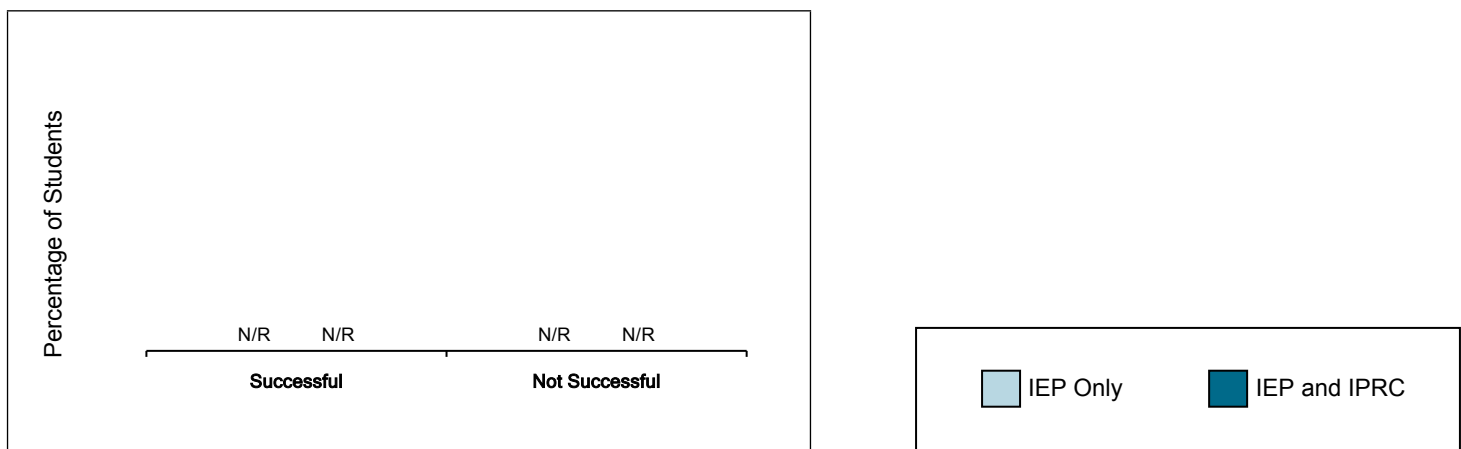 Percentage of Students
N/R N/R N/R N/R
Successful Not Successful
IEP Only IEP and IPRC